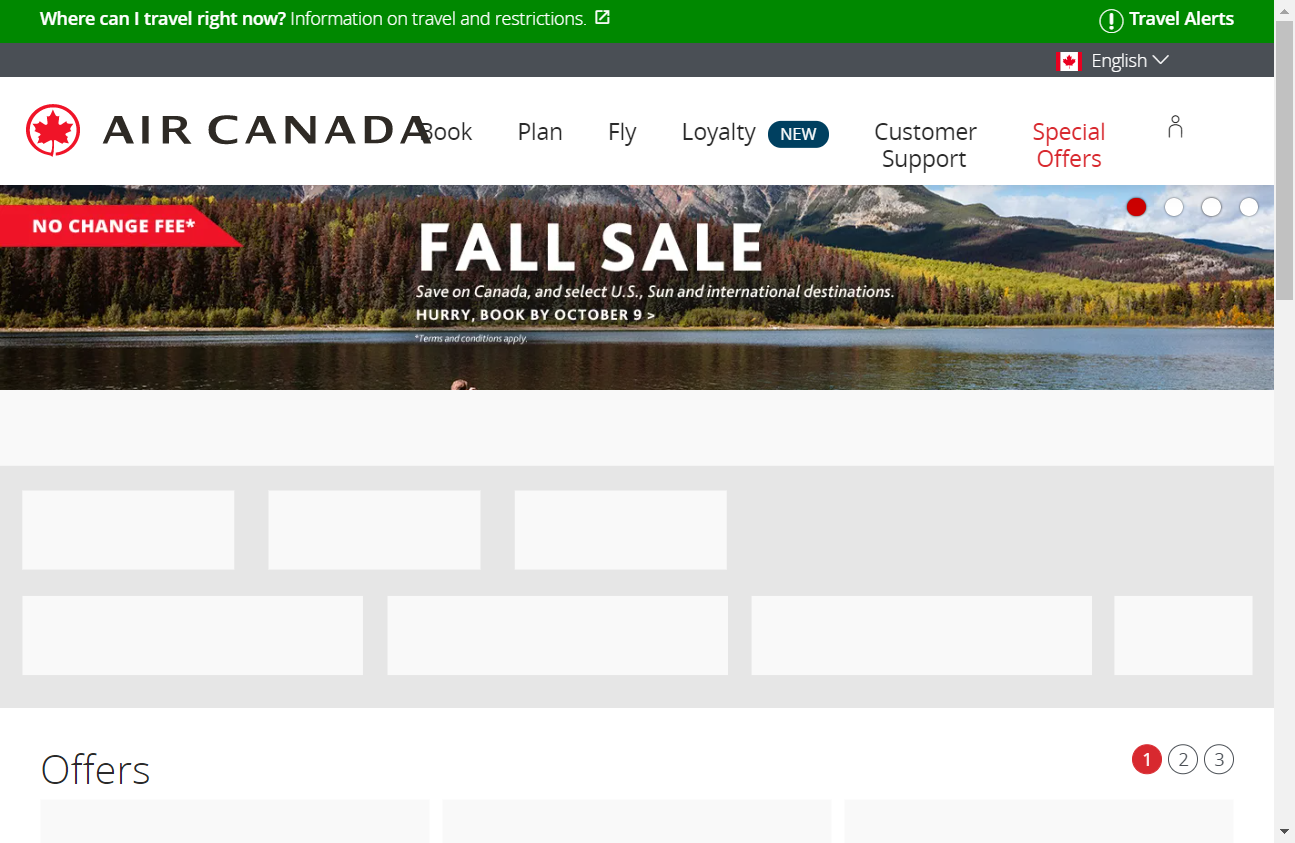 Where can I travel right now? Information on travel and restrictions.
Travel Alerts
English
AIR CANADA
Book
Plan
Fly
Loyalty
NEW
Customer
Support
Special
Offers
NO CHANGE FEE*
FALL SALE
Save on Canada, and select U.S., Sun and international destinations.
HURRY, BOOK BY OCTOBER 9 >
*Terms and conditions apply.
Offers
1
2
3